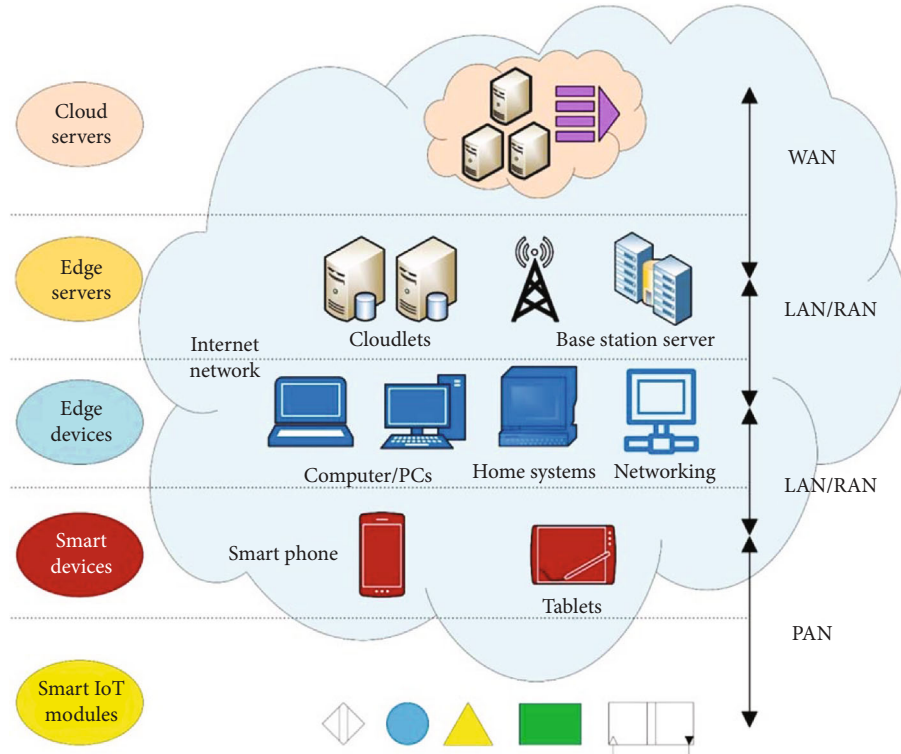 Cloud
servers
WAN
Edge
servers
LAN/RAN
Internet
network
Cloudlets
Base station server
Edge
devices
Computer/PCs
Home systems
Networking
LAN/RAN
Smart
devices
Smart phone
Tablets
PAN
Smart IoT
modules